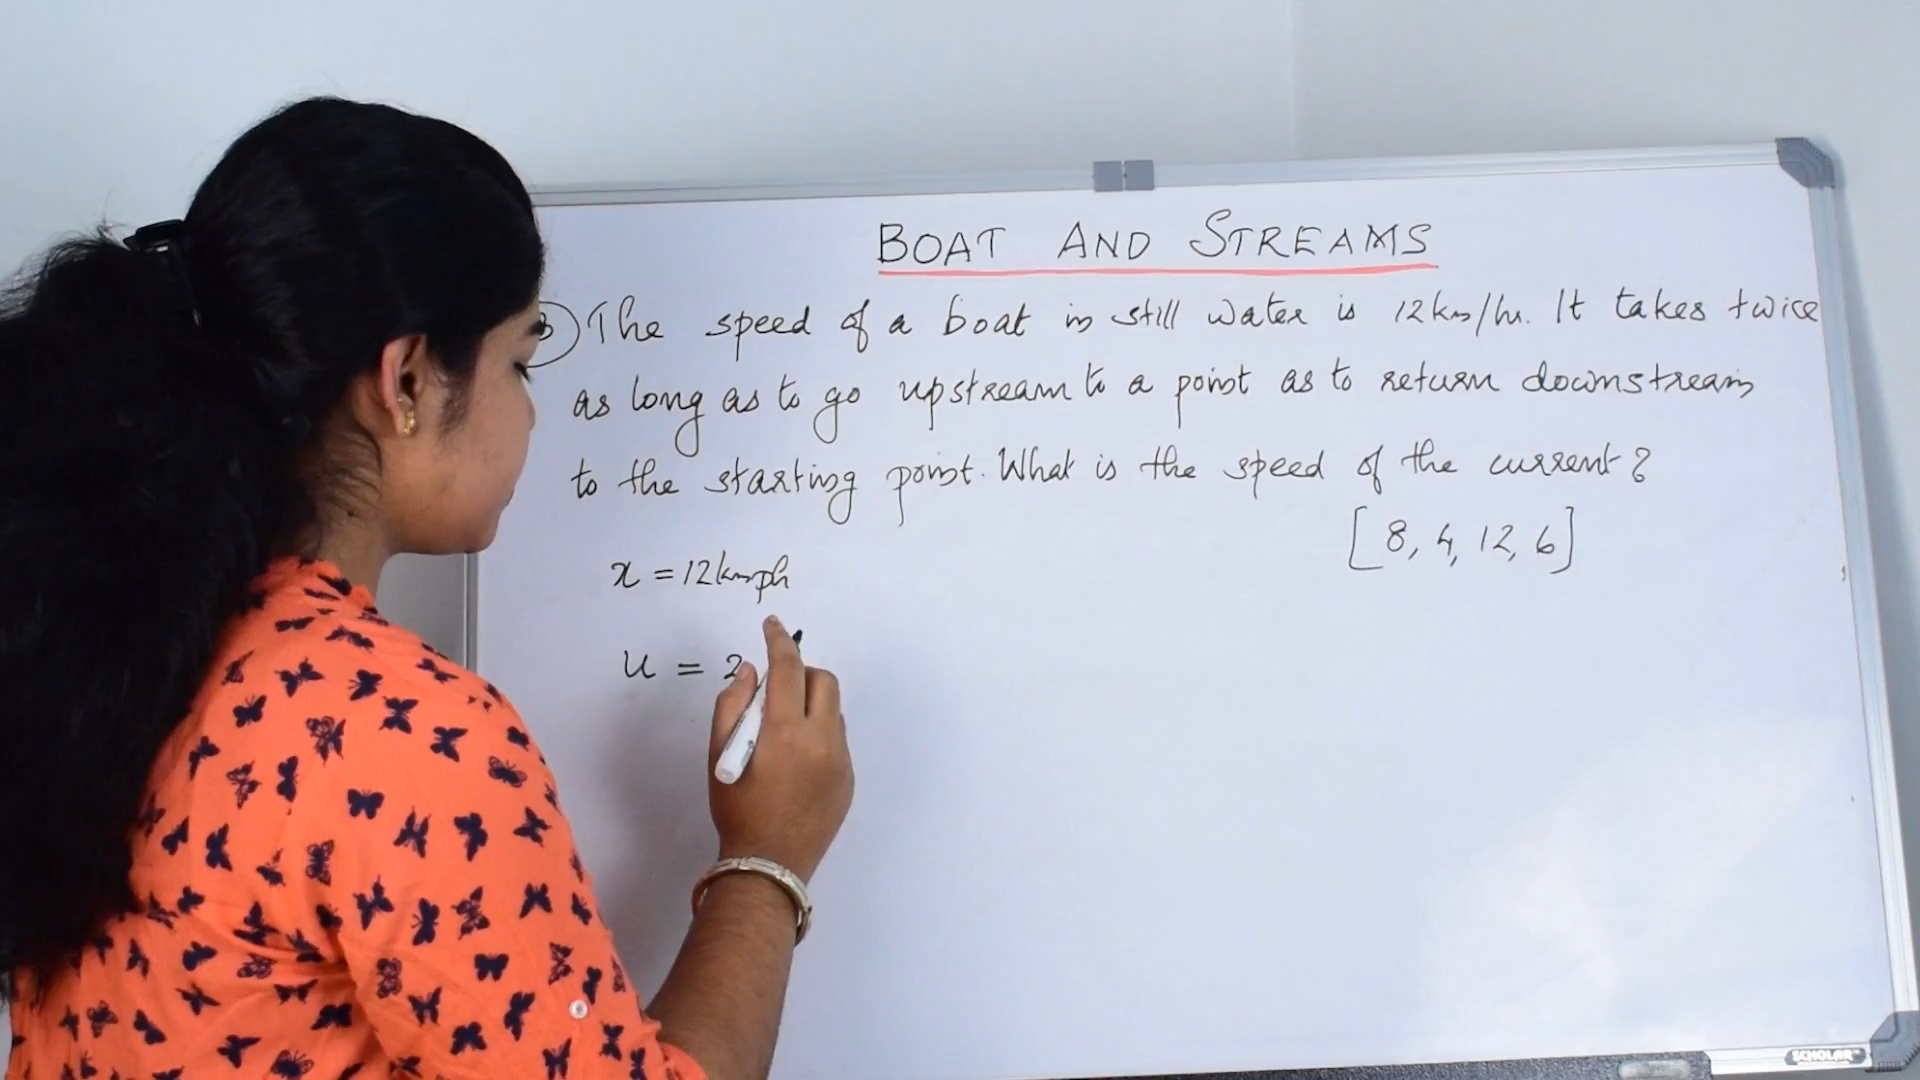 BOAT AND STREAMS
3) The speed of a boat in still water is 12km/hr. It takes twice
as long as to go upstream to a point as to return downstream
to the starting point. What is the speed of the current?
[8, 4, 12, 6]
x = 12kmph
u = 2
SCHOLAR